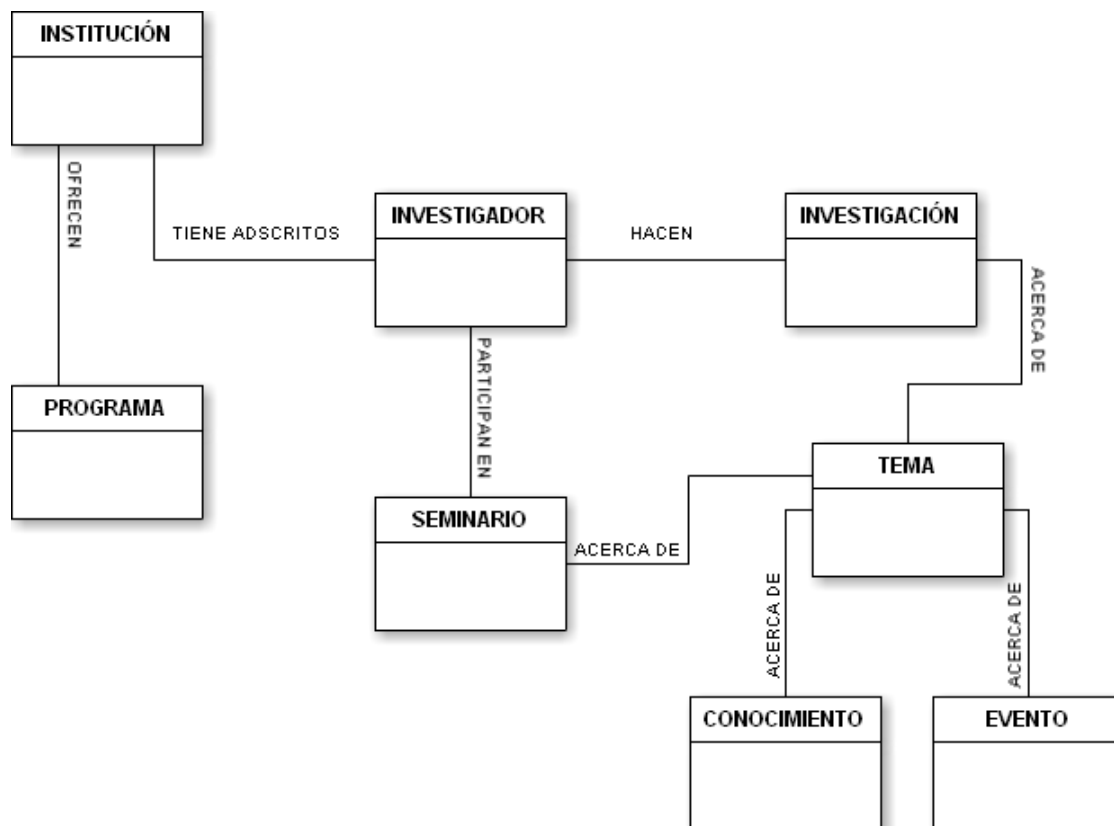 INSTITUCIÓN
OFRECEN
TIENE ADSCRITOS
INVESTIGADOR
HACEN
INVESTIGACIÓN
ACERCA DE
PROGRAMA
PARTICIPAN EN
TEMA
SEMINARIO
ACERCA DE
ACERCA DE
ACERCA DE
CONOCIMIENTO
EVENTO